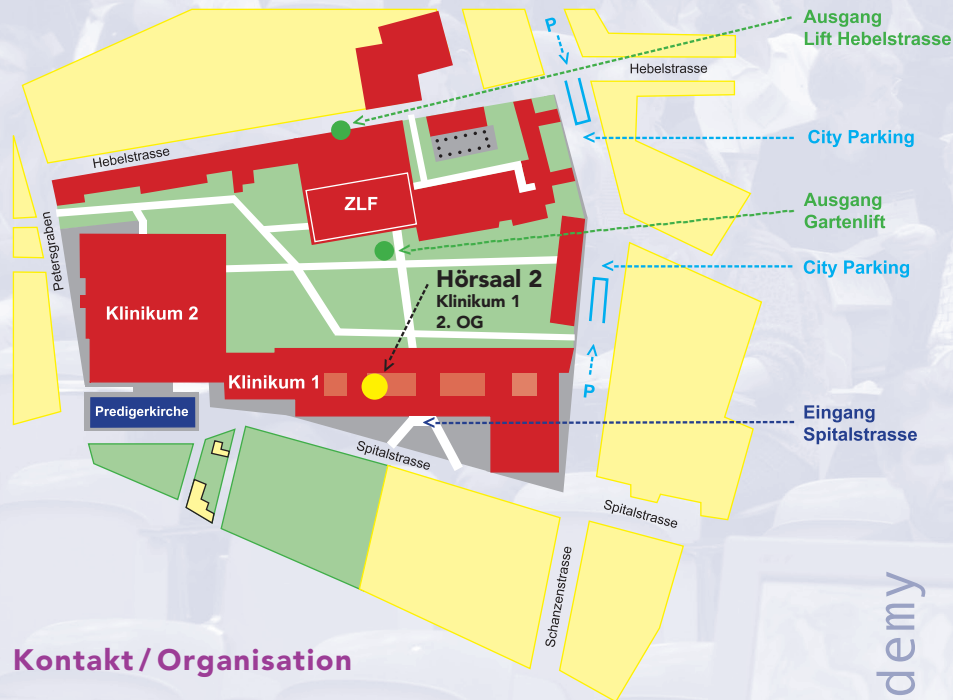 Ausgang
Lift Hebelstrasse
P
Hebelstrasse
City Parking
Hebelstrasse
ZLF
Ausgang
Gartenlift
Petersgraben
City Parking
Hörsaal 2
Klinikum 1
2. OG
Klinikum 2
Klinikum 1
P
Predigerkirche
Eingang
Spitalstrasse
Spitalstrasse
Spitalstrasse
Schanzenstrasse
demy
Kontakt / Organisation